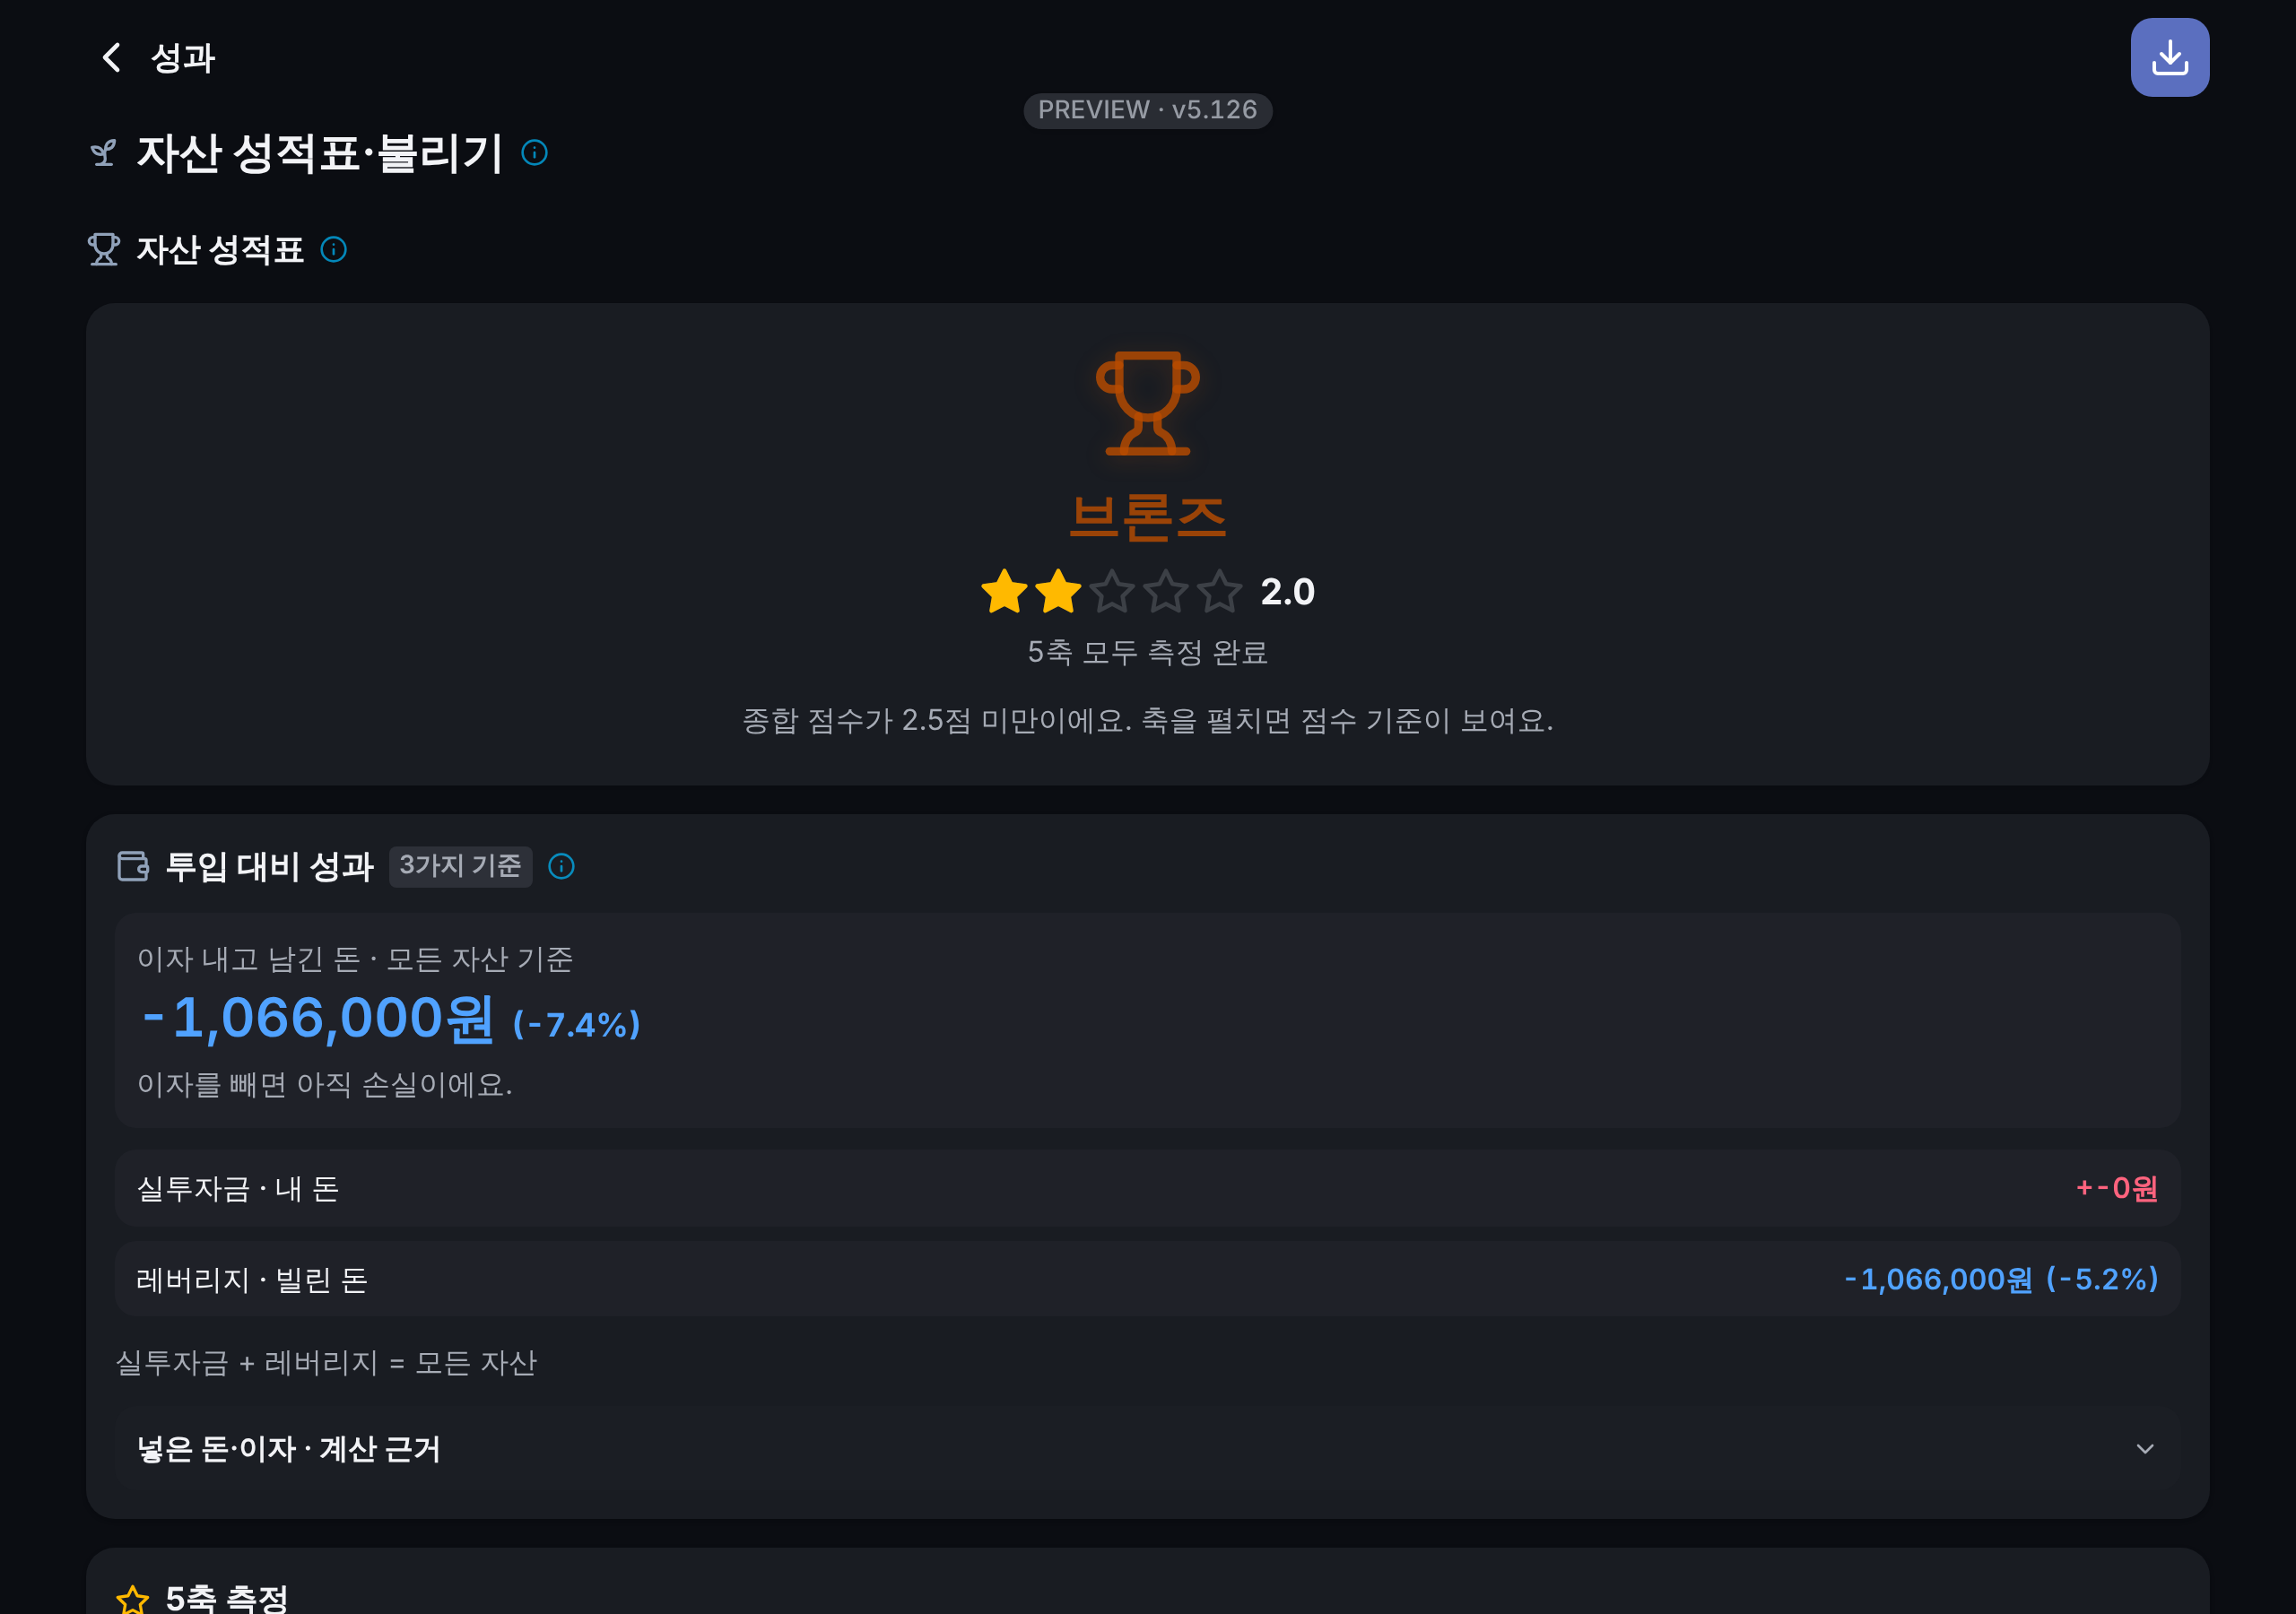 성과
PREVIEW · v5.126
자산 성적표·불리기
자산 성적표
브론즈
2.0
5축 모두 측정 완료
종합 점수가 2.5점 미만이에요. 축을 펼치면 점수 기준이 보여요.
투입 대비 성과 3가지 기준
이자 내고 남긴 돈 · 모든 자산 기준
-1,066,000원 (-7.4%)
이자를 빼면 아직 손실이에요.
실투자금 · 내 돈 +-0원
레버리지 · 빌린 돈 -1,066,000원 (-5.2%)
실투자금 + 레버리지 = 모든 자산
넣은 돈·이자 · 계산 근거
5축 측정